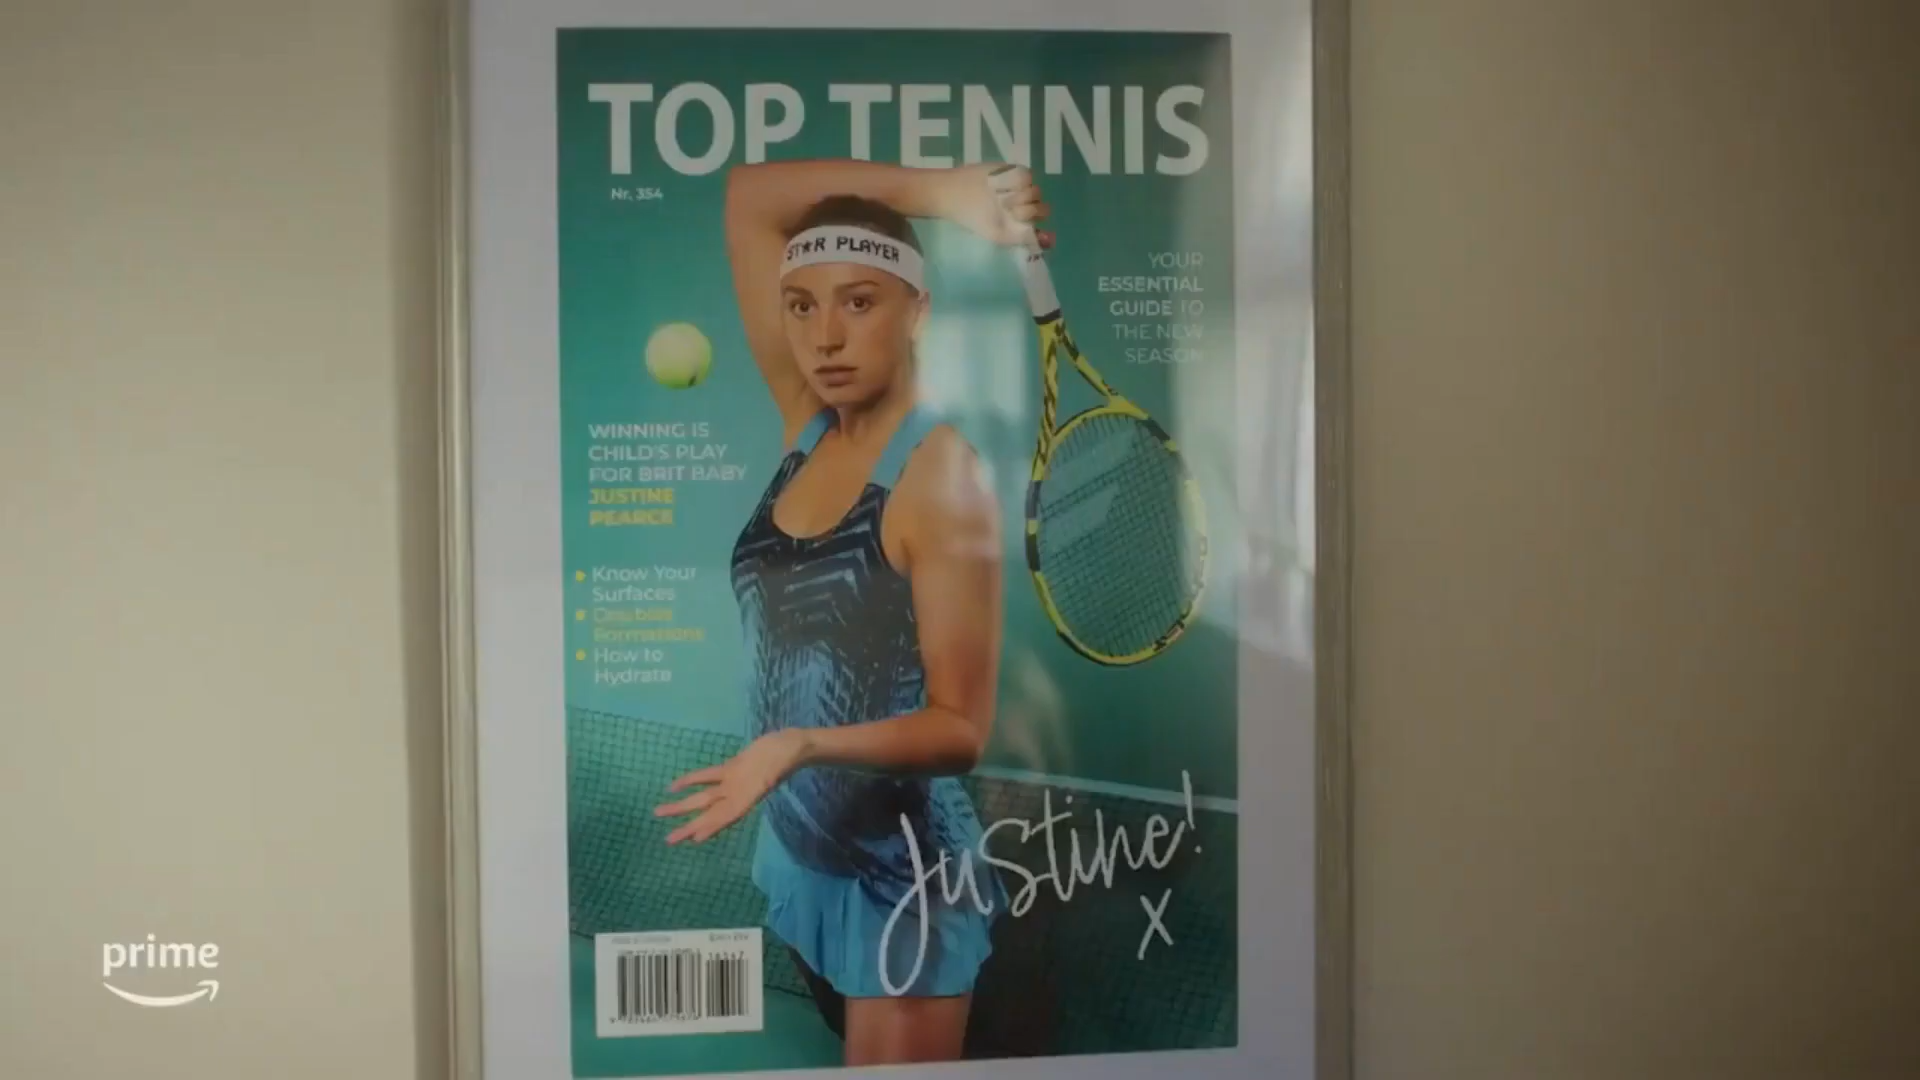 TOP TENNIS
Nr. 354
ST★R PLAYER
YOUR
ESSENTIAL
GUIDE TO
THE NEW
SEASON
WINNING IS
CHILD'S PLAY
FOR BRIT BABY
JUSTINE
PEARCE
Know Your
Surfaces
Doubles
Formations
How to
Hydrate
Justine!
X
prime